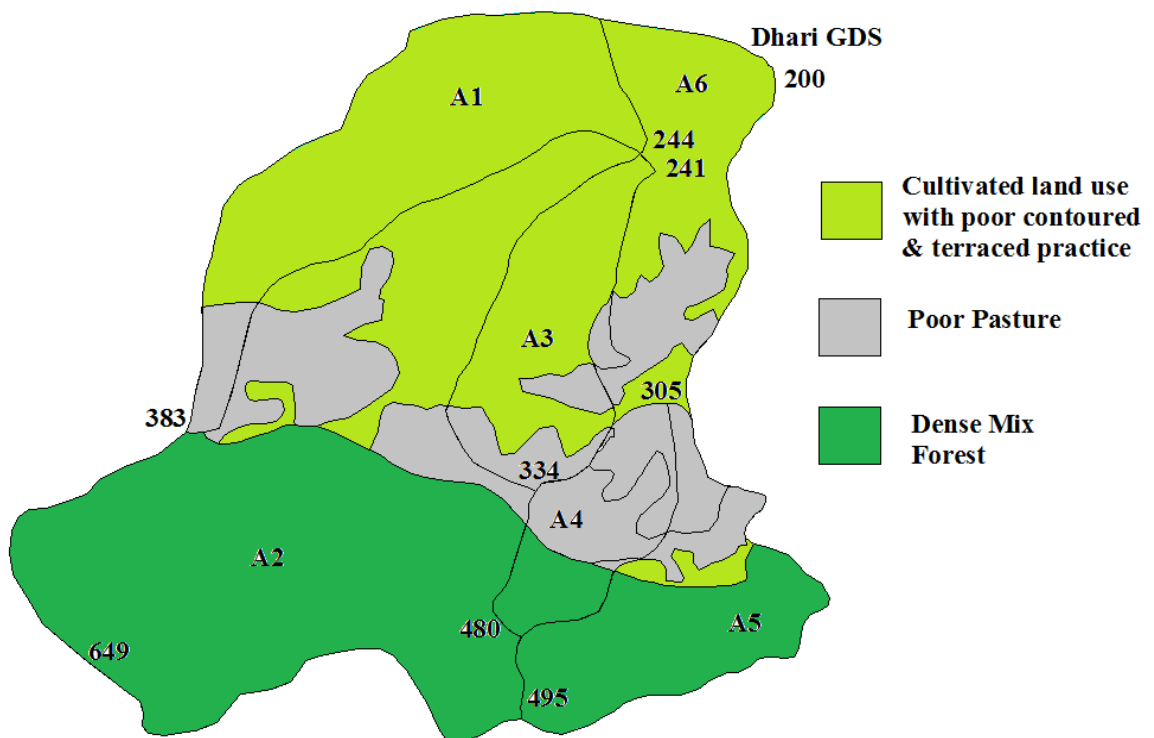 Dhari GDS
200
A1
A6
244
241
Cultivated land use
with poor contoured
& terraced practice
Poor Pasture
A3
305
383
Dense Mix
Forest
334
A4
A2
A5
480
649
495